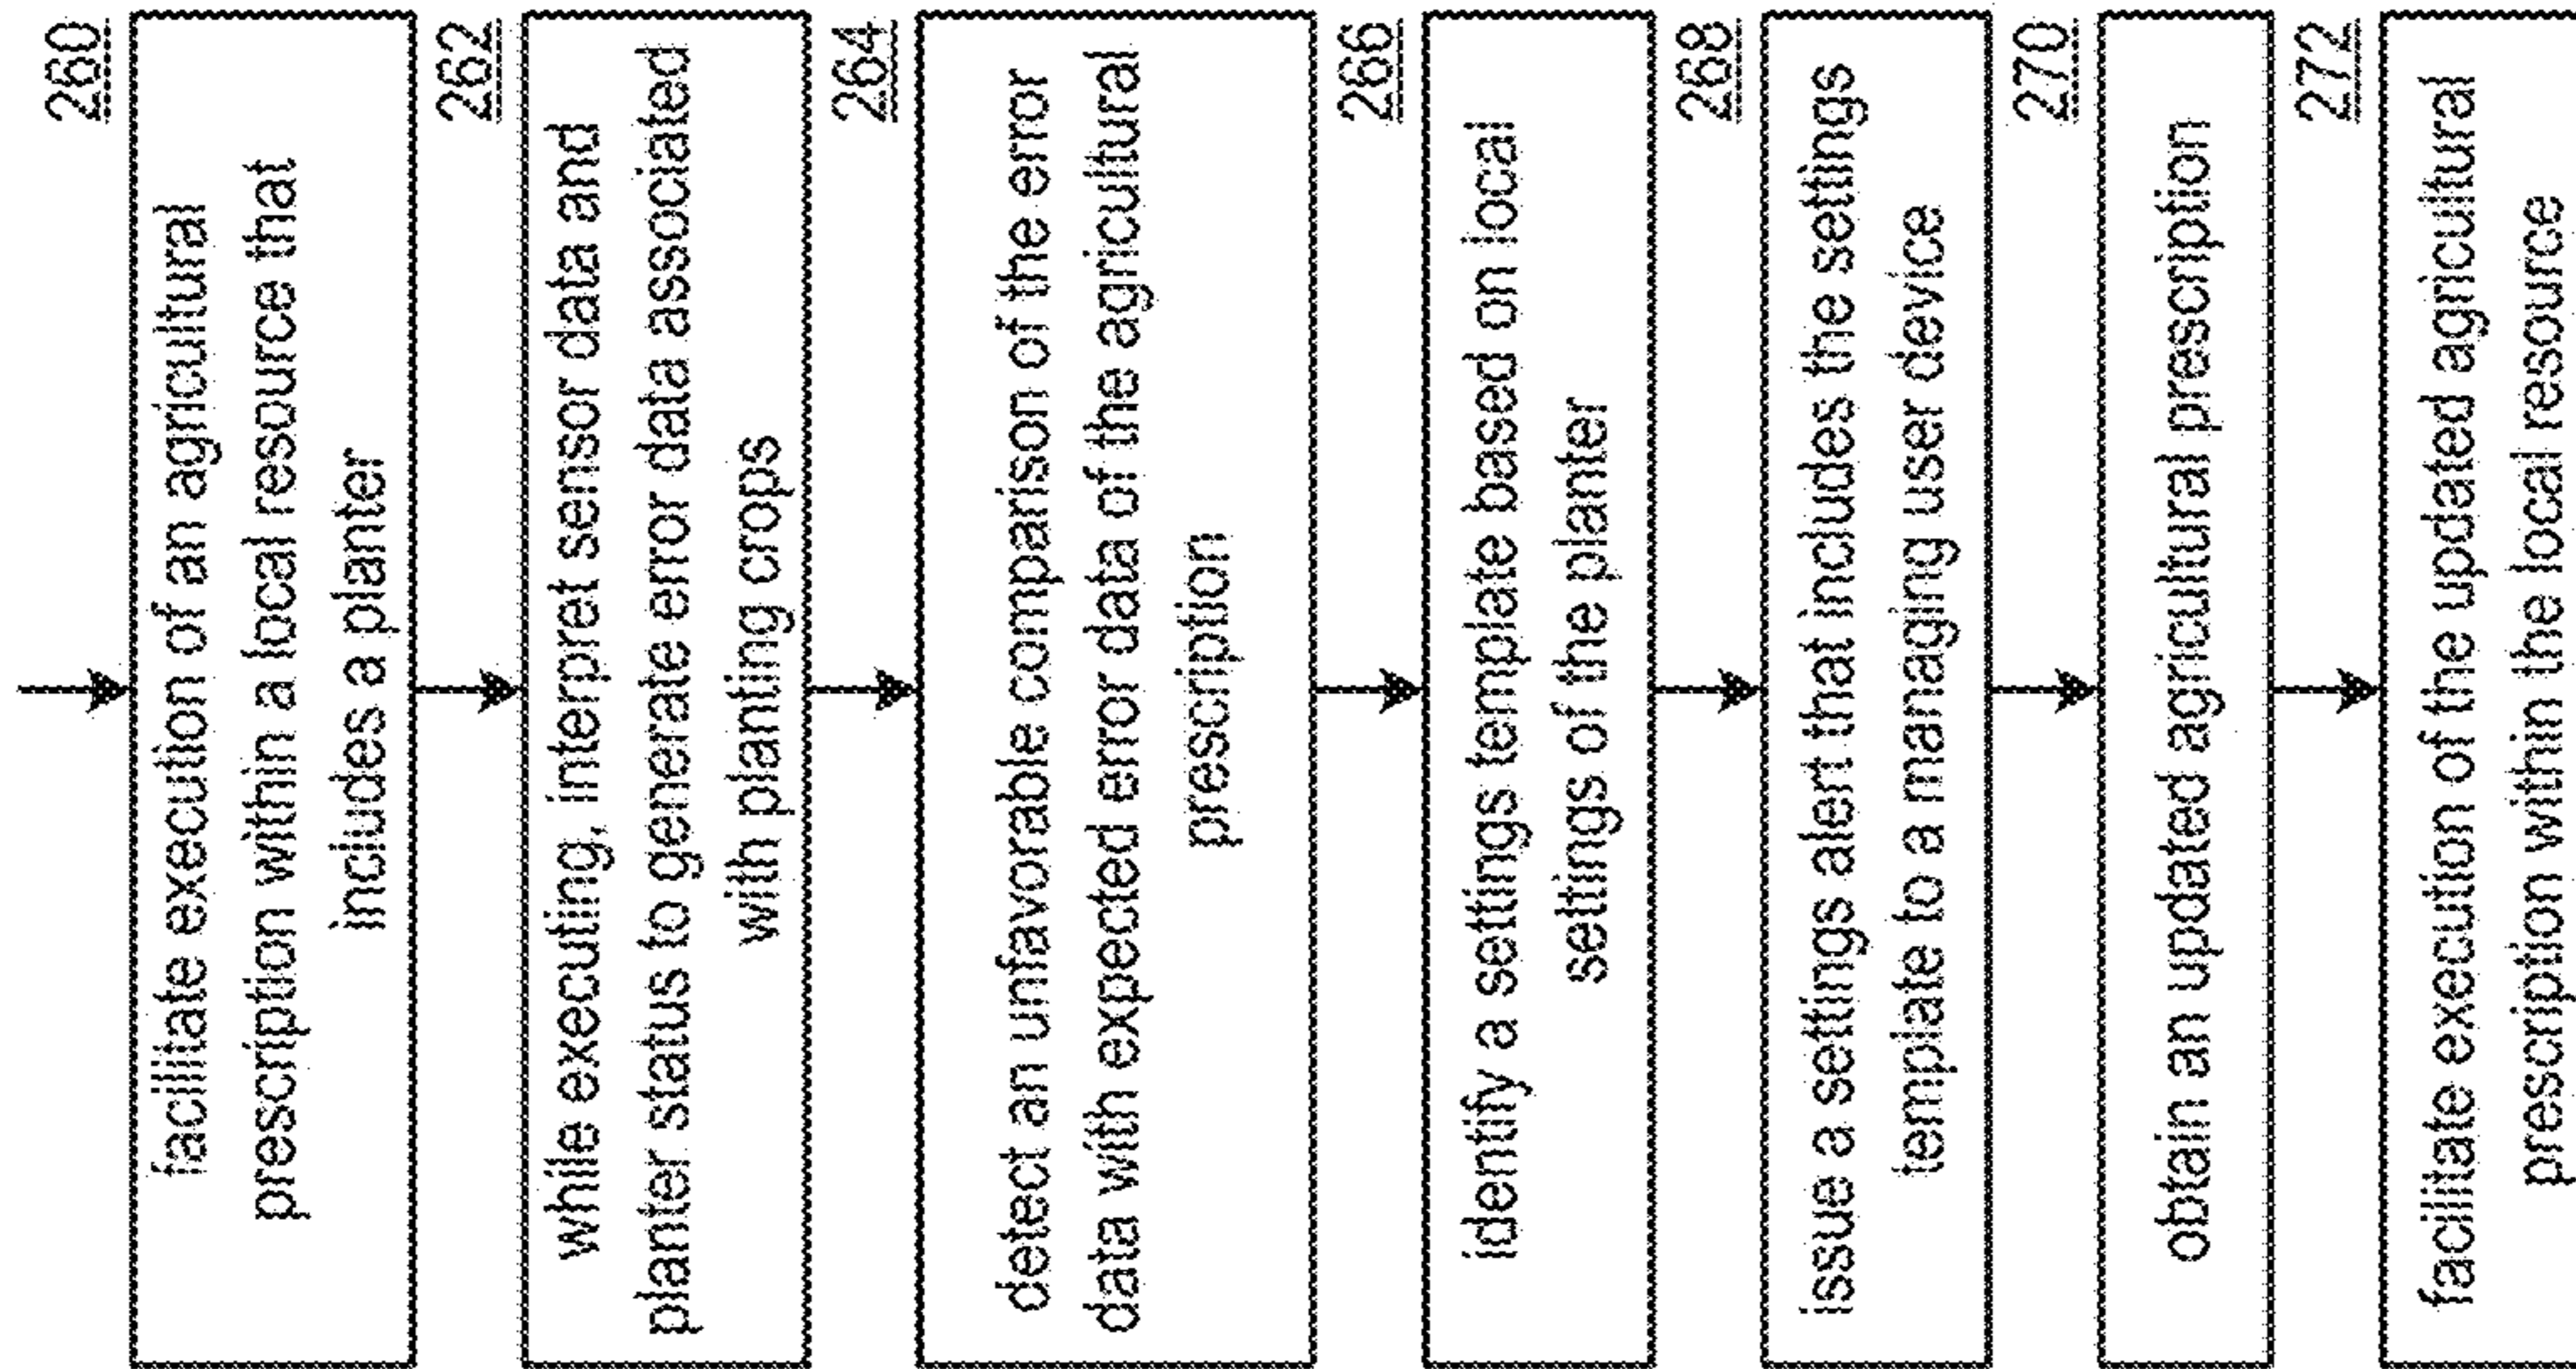 260
facilitate execution of an agricultural
prescription within a local resource that
includes a planter
262
while executing, interpret sensor data and
planter status to generate error data associated
with planting crops
264
detect an unfavorable comparison of the error
data with expected error data of the agricultural
prescription
266
identify a settings template based on local
settings of the planter
268
issue a settings alert that includes the settings
template to a managing user device
270
obtain an updated agricultural prescription
272
facilitate execution of the updated agricultural
prescription within the local resource